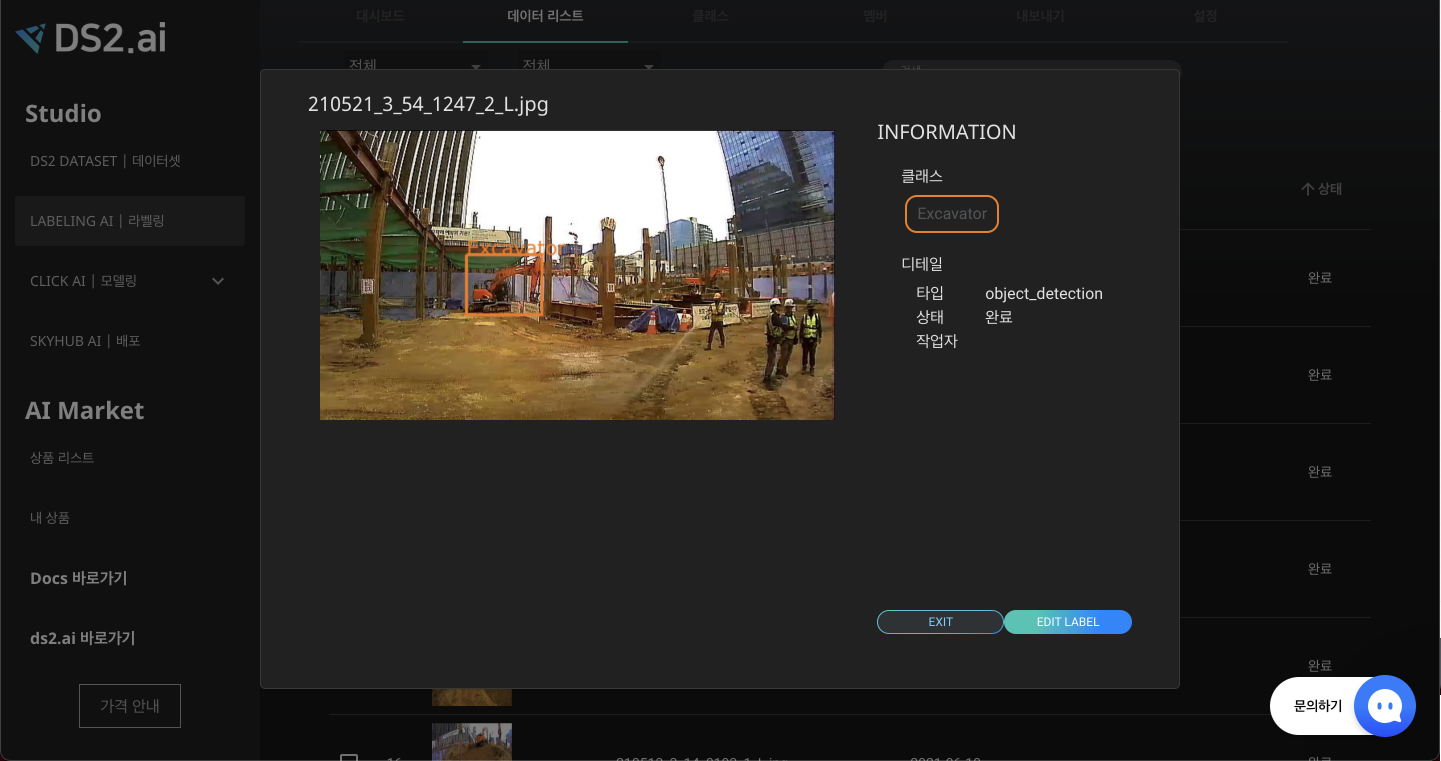 DS2.ai
대시보드
데이터 리스트
클래스
멤버
내보내기
설정
전체
전체
Studio
DS2 DATASET | 데이터셋
LABELING AI | 라벨링
CLICK AI | 모델링
SKYHUB AI | 배포
AI Market
상품 리스트
내 상품
Docs 바로가기
ds2.ai 바로가기
가격 안내
210521_3_54_1247_2_L.jpg
Excavator
INFORMATION
클래스
Excavator
디테일
타입 object_detection
상태 완료
작업자
EXIT
EDIT LABEL
상태
완료
완료
완료
완료
완료
문의하기